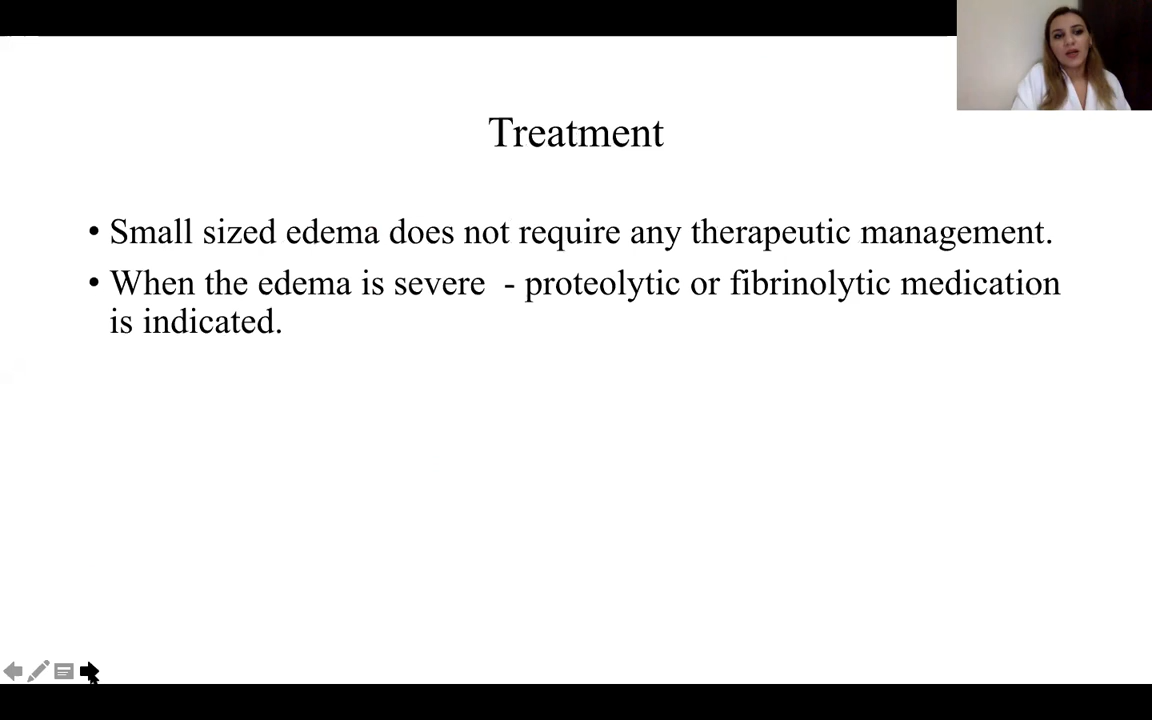 Treatment
• Small sized edema does not require any therapeutic management.
• When the edema is severe  - proteolytic or fibrinolytic medication
is indicated.